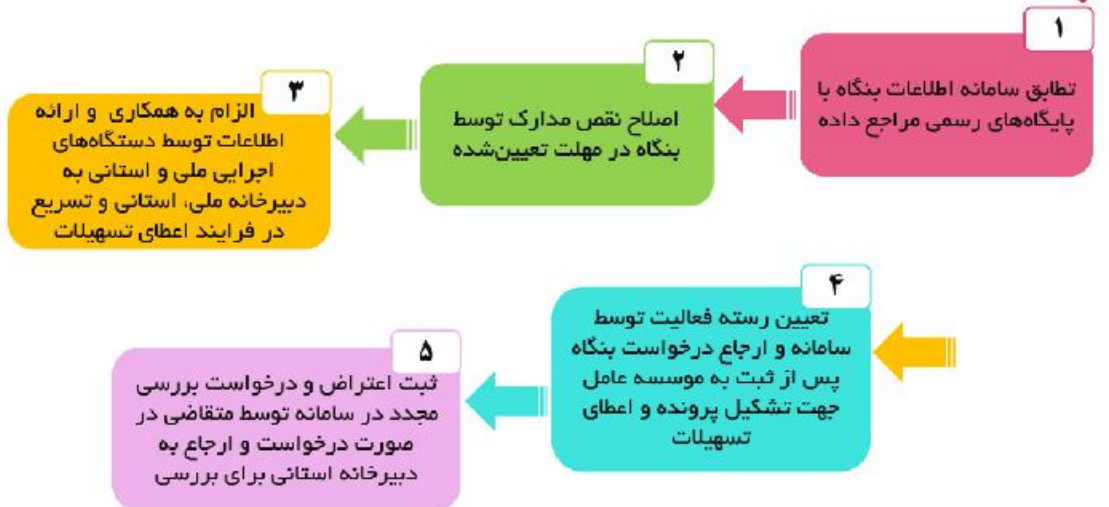 ۱
تطابق سامانه اطلاعات بنگاه با
پایگاه‌های رسمی مراجع داده
۲
اصلاح نقص مدارک توسط
بنگاه در مهلت تعیین‌شده
۳
الزام به همکاری و ارائه
اطلاعات توسط دستگاه‌های
اجرایی ملی و استانی به
دبیرخانه ملی، استانی و تسریع
در فرایند اعطای تسهیلات
۴
تعیین رسته فعالیت توسط
سامانه و ارجاع درخواست بنگاه
پس از ثبت به موسسه عامل
جهت تشکیل پرونده و اعطای
تسهیلات
۵
ثبت اعتراض و درخواست بررسی
مجدد در سامانه توسط متقاضی در
صورت درخواست و ارجاع به
دبیرخانه استانی برای بررسی